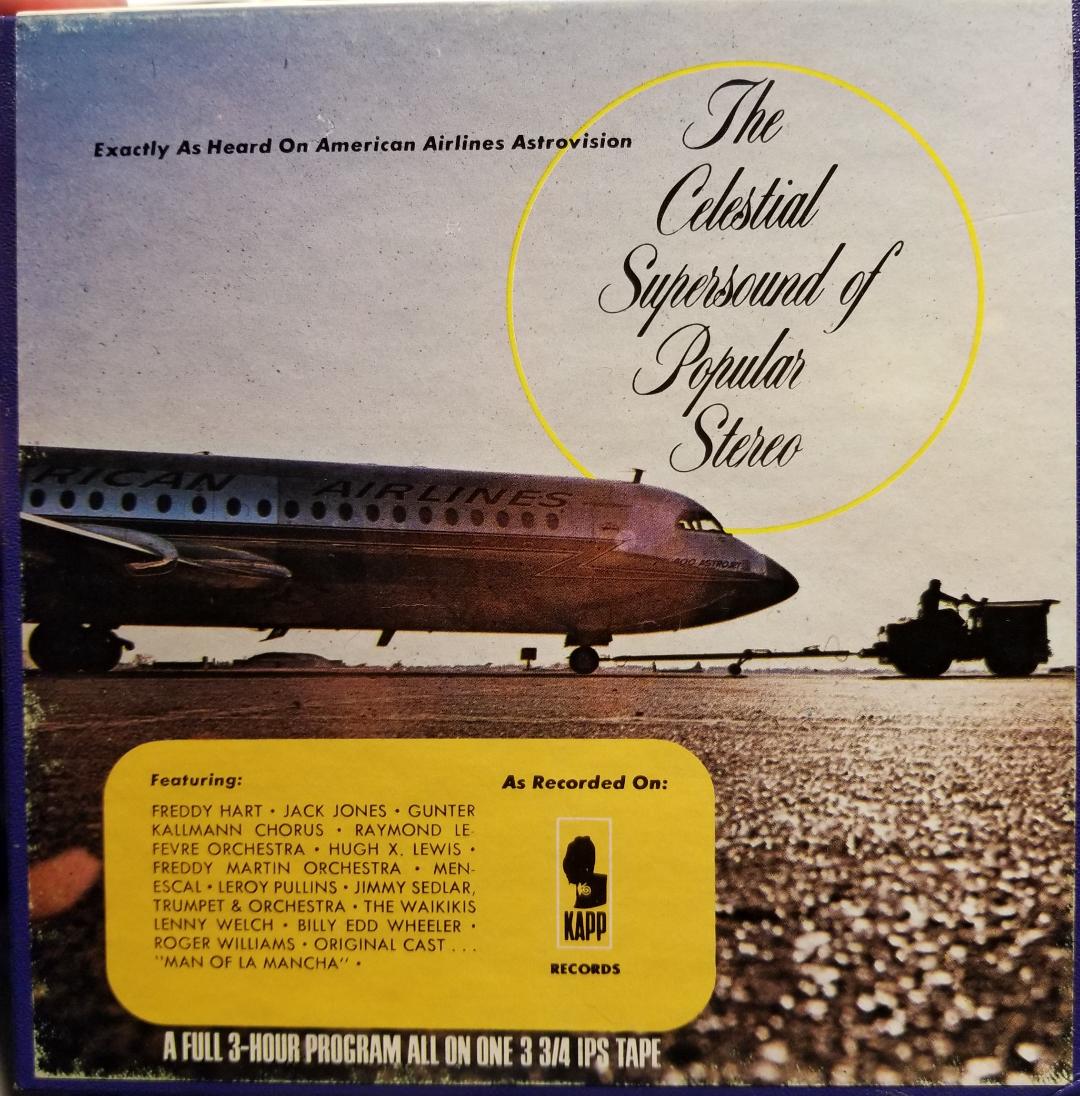 Exactly As Heard On American Airlines Astrovision
The
Celestial
Supersound of
Popular
Stereo
RICAN AIRLINES
400 ASTROJET
Featuring:
FREDDY HART • JACK JONES • GUNTER
KALLMANN CHORUS • RAYMOND LE-
FEVRE ORCHESTRA • HUGH X. LEWIS •
FREDDY MARTIN ORCHESTRA • MEN-
ESCAL • LEROY PULLINS • JIMMY SEDLAR,
TRUMPET & ORCHESTRA • THE WAIKIKIS
LENNY WELCH • BILLY EDD WHEELER •
ROGER WILLIAMS • ORIGINAL CAST . . .
"MAN OF LA MANCHA" •
As Recorded On:
KAPP
RECORDS
A FULL 3-HOUR PROGRAM ALL ON ONE 3 3/4 IPS TAPE